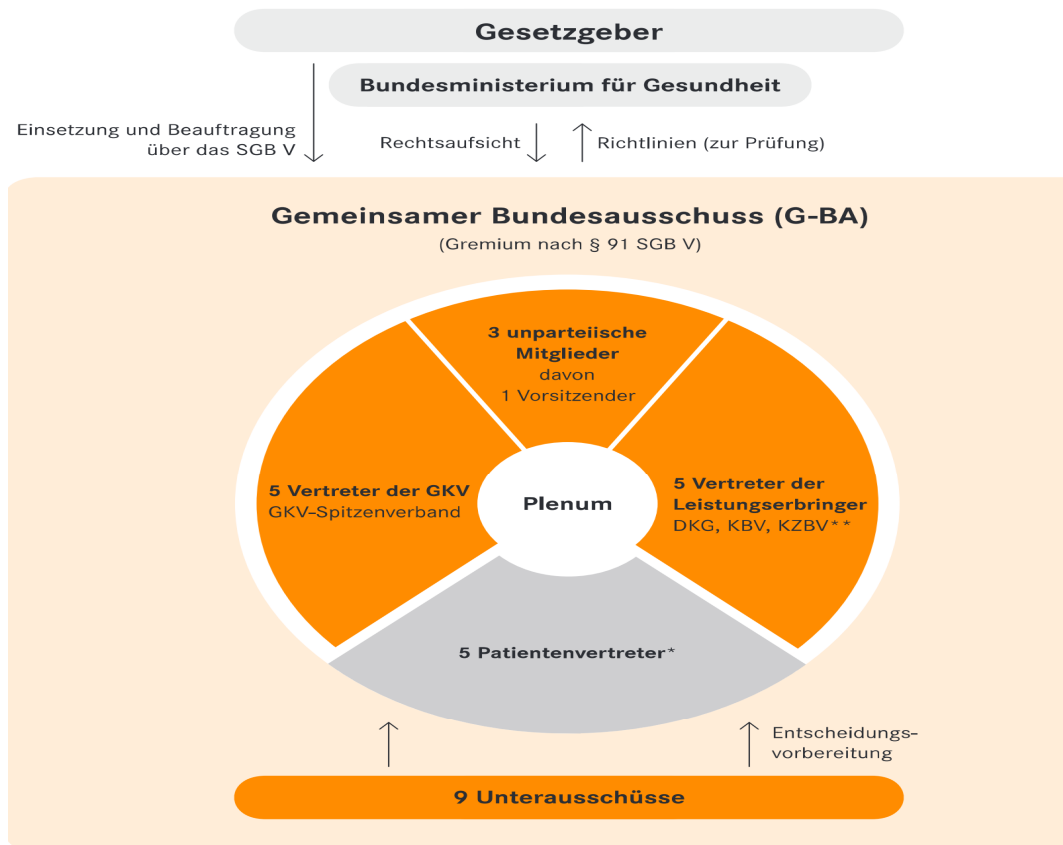 Gesetzgeber
Bundesministerium für Gesundheit
Einsetzung und Beauftragung
über das SGB V
Rechtsaufsicht
Richtlinien (zur Prüfung)
Gemeinsamer Bundesausschuss (G-BA)
(Gremium nach § 91 SGB V)
3 unparteiische
Mitglieder
davon
1 Vorsitzender
5 Vertreter der GKV
GKV-Spitzenverband
Plenum
5 Vertreter der
Leistungserbringer
DKG, KBV, KZBV**
5 Patientenvertreter*
Entscheidungs-
vorbereitung
9 Unterausschüsse